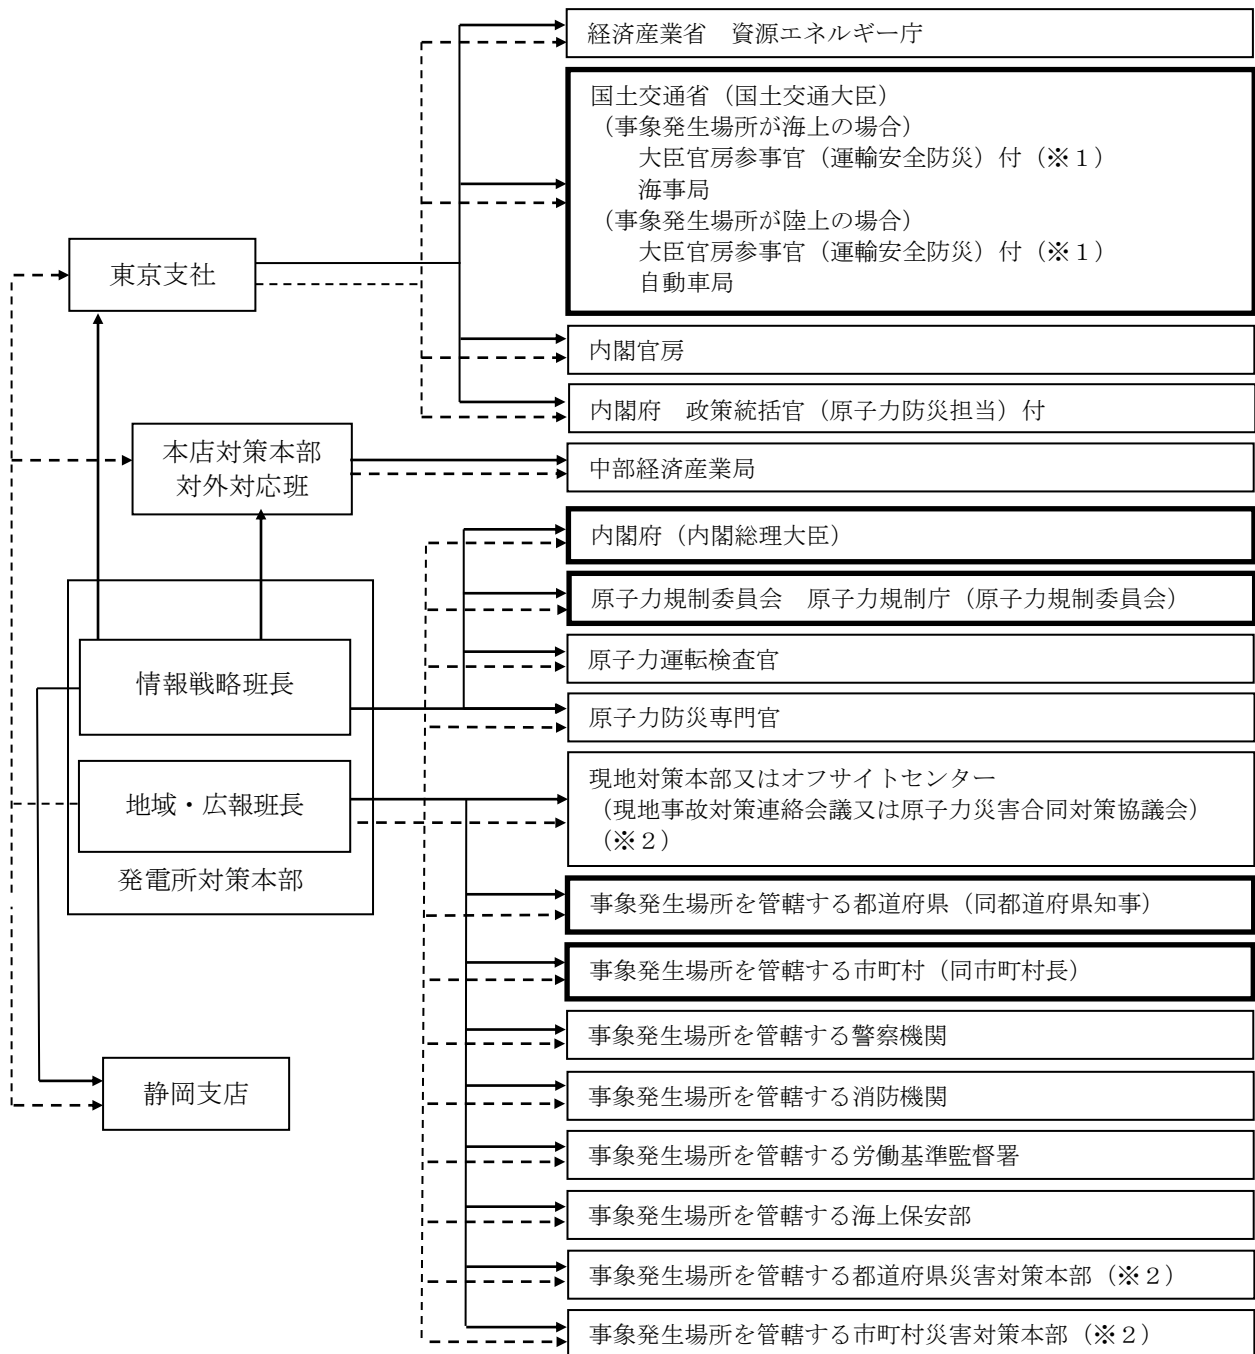 経済産業省　資源エネルギー庁
国土交通省（国土交通大臣）
（事象発生場所が海上の場合）
大臣官房参事官（運輸安全防災）付（※１）
海事局
（事象発生場所が陸上の場合）
大臣官房参事官（運輸安全防災）付（※１）
自動車局
東京支社
内閣官房
内閣府　政策統括官（原子力防災担当）付
本店対策本部
対外対応班
中部経済産業局
内閣府（内閣総理大臣）
原子力規制委員会　原子力規制庁（原子力規制委員会）
原子力運転検査官
情報戦略班長
原子力防災専門官
地域・広報班長
発電所対策本部
現地対策本部又はオフサイトセンター
（現地事故対策連絡会議又は原子力災害合同対策協議会）
（※２）
事象発生場所を管轄する都道府県（同都道府県知事）
事象発生場所を管轄する市町村（同市町村長）
事象発生場所を管轄する警察機関
静岡支店
事象発生場所を管轄する消防機関
事象発生場所を管轄する労働基準監督署
事象発生場所を管轄する海上保安部
事象発生場所を管轄する都道府県災害対策本部（※２）
事象発生場所を管轄する市町村災害対策本部（※２）